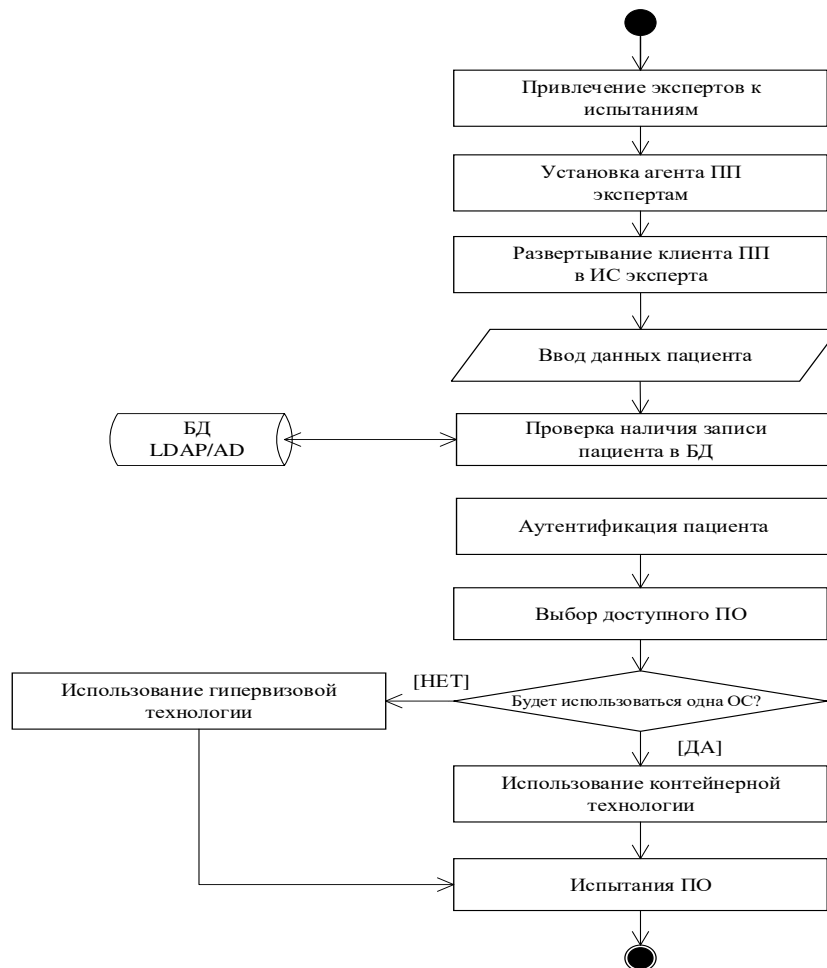 Привлечение экспертов к
испытаниям
Установка агента ПП
экспертам
Развертывание клиента ПП
в ИС эксперта
Ввод данных пациента
БД
LDAP/AD
Проверка наличия записи
пациента в БД
Аутентификация пациента
Выбор доступного ПО
Использование гипервизовой
технологии
[НЕТ]
Будет использоваться одна ОС?
[ДА]
Использование контейнерной
технологии
Испытания ПО